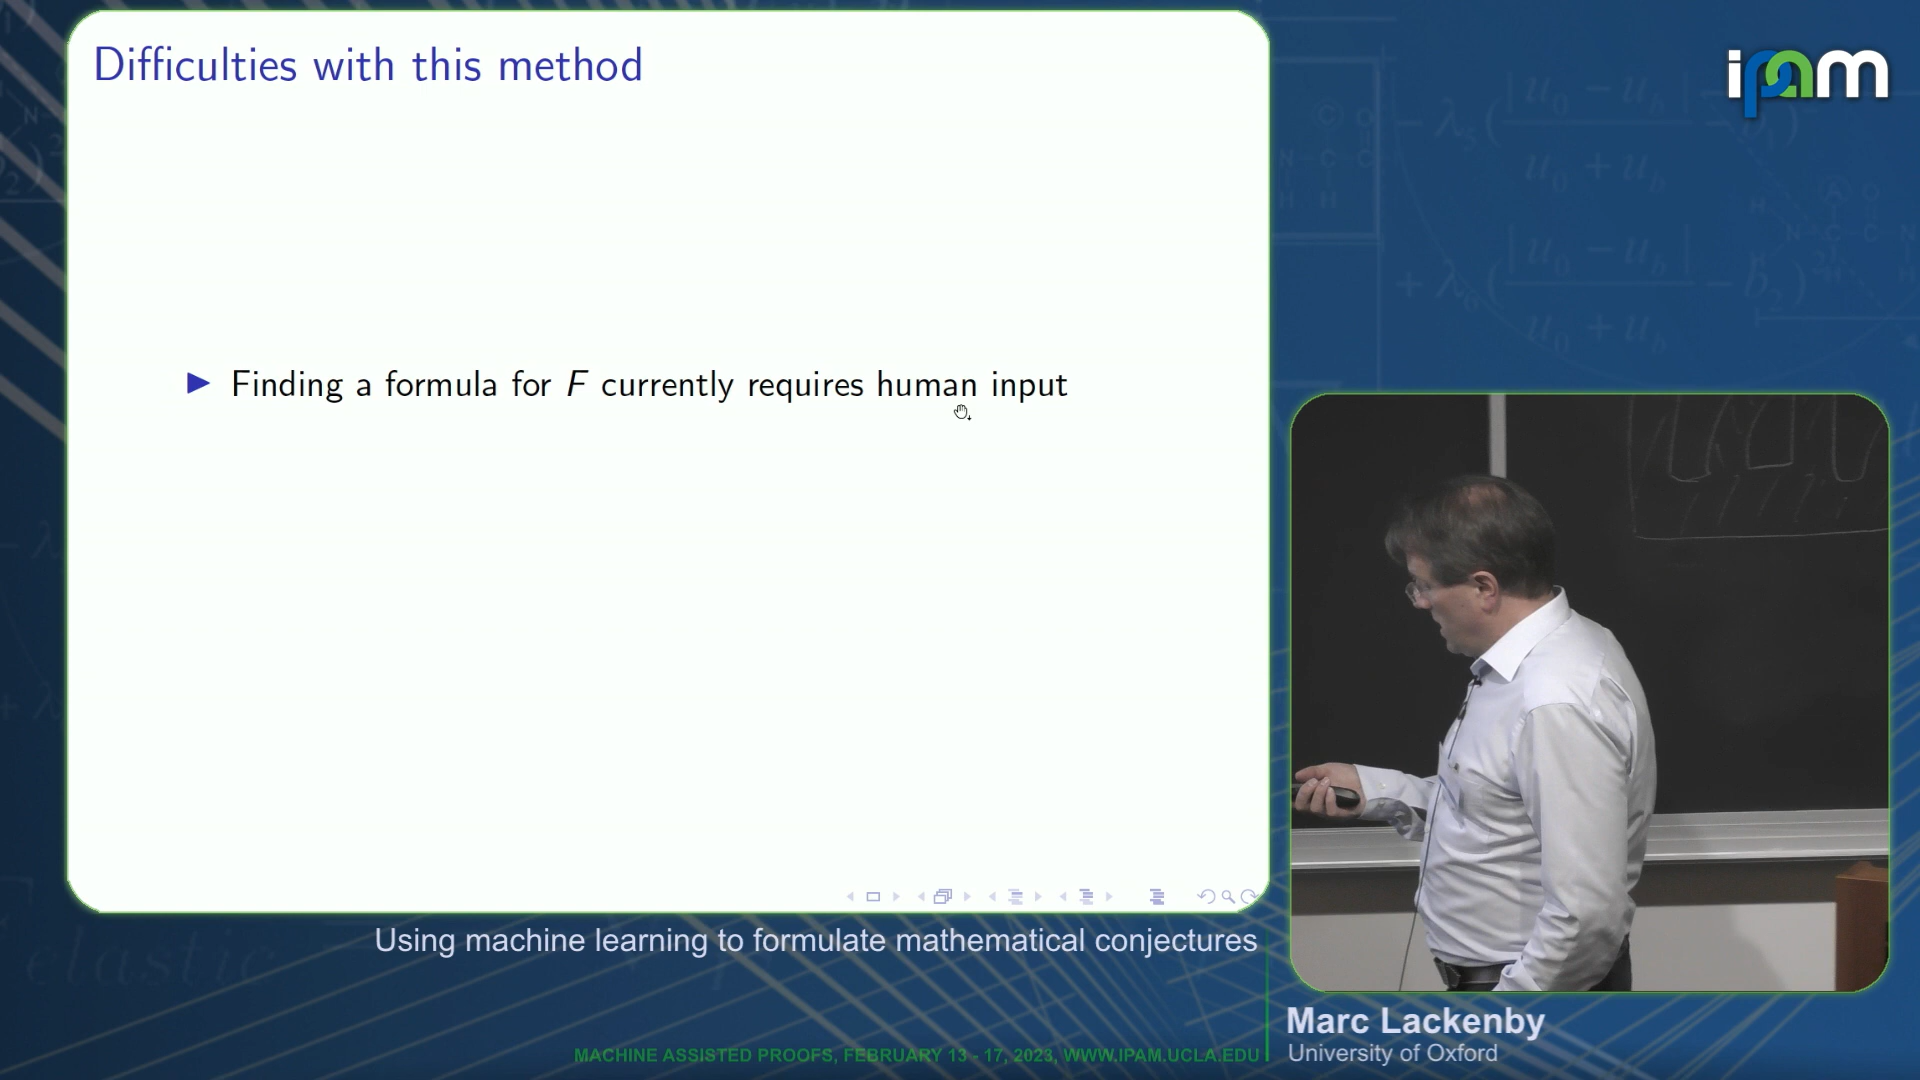 Difficulties with this method
ipam
Finding a formula for F currently requires human input
Using machine learning to formulate mathematical conjectures
Marc Lackenby
University of Oxford
MACHINE ASSISTED PROOFS, FEBRUARY 13 - 17, 2023, WWW.IPAM.UCLA.EDU
elastic